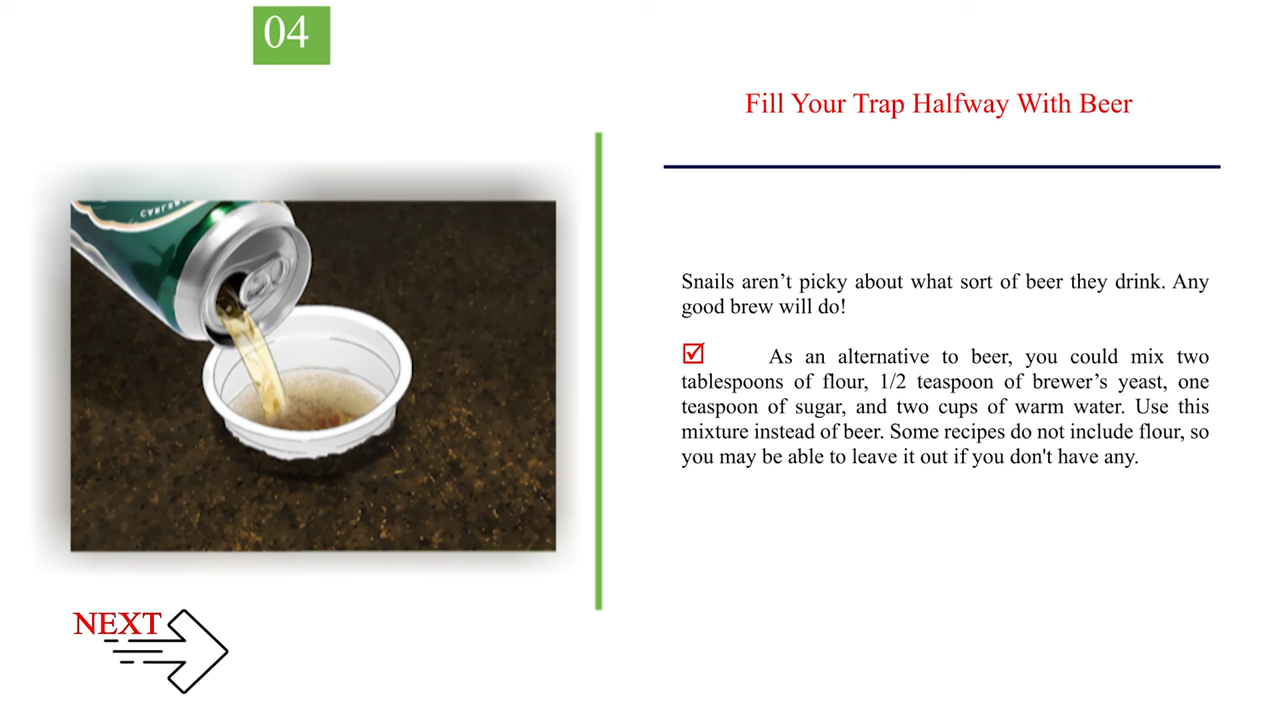 04
Fill Your Trap Halfway With Beer
Snails aren’t picky about what sort of beer they drink. Any
good brew will do!
☑ As an alternative to beer, you could mix two
tablespoons of flour, 1/2 teaspoon of brewer’s yeast, one
teaspoon of sugar, and two cups of warm water. Use this
mixture instead of beer. Some recipes do not include flour, so
you may be able to leave it out if you don't have any.
NEXT